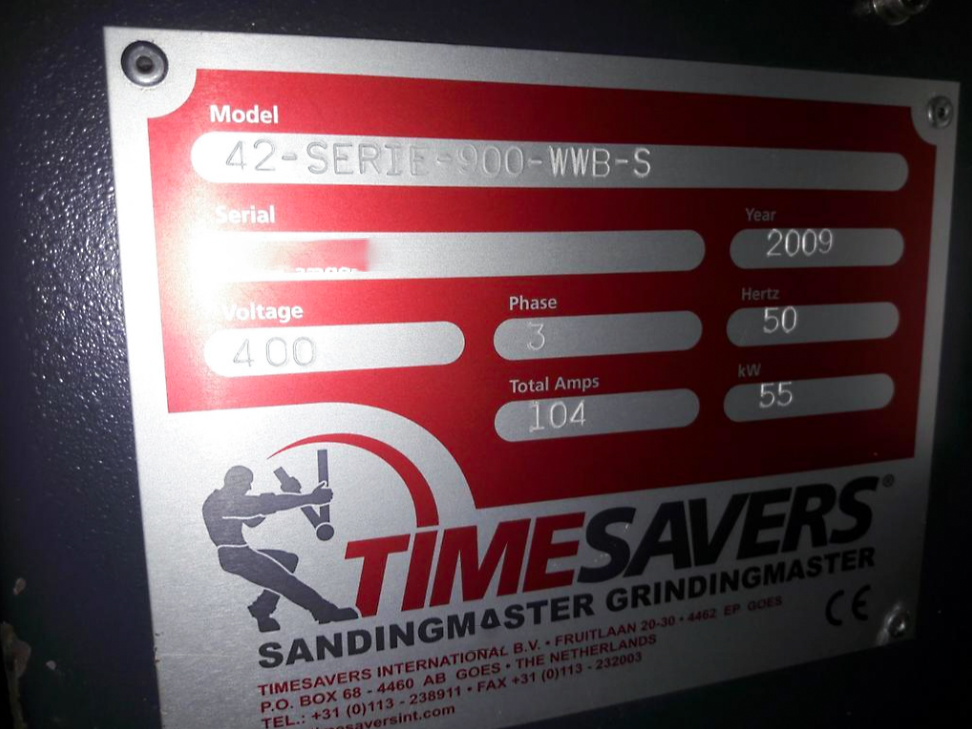 Model
42-SERIE-900-WWB-S
Serial
Year
2009
Voltage
Phase
Hertz
400
3
50
Total Amps
kW
104
55
TIMESAVERS®
SANDINGMASTER GRINDINGMASTER
CE
TIMESAVERS INTERNATIONAL B.V. • FRUITLAAN 20-30 • 4462 EP GOES
P.O. BOX 68 - 4460 AB GOES • THE NETHERLANDS
TEL.: +31 (0)113 - 238911 • FAX +31 (0)113 - 232003